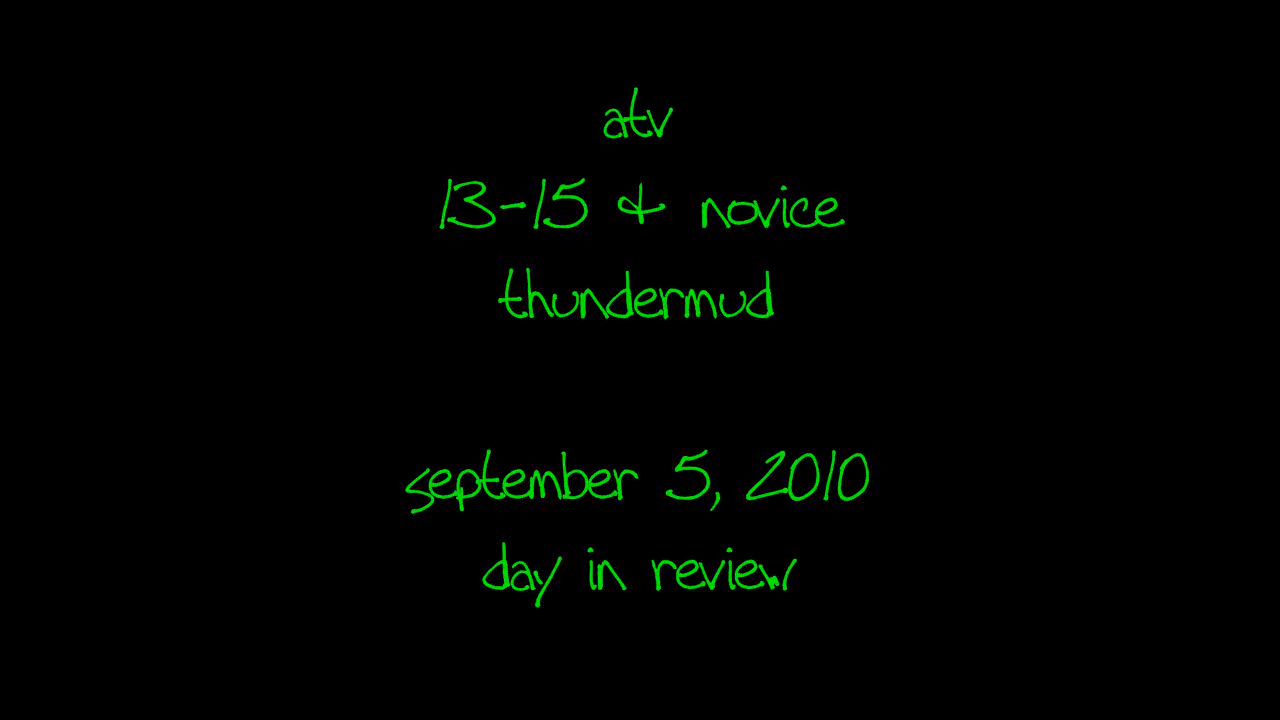 atv
13-15 & novice
thundermud
september 5, 2010
day in review